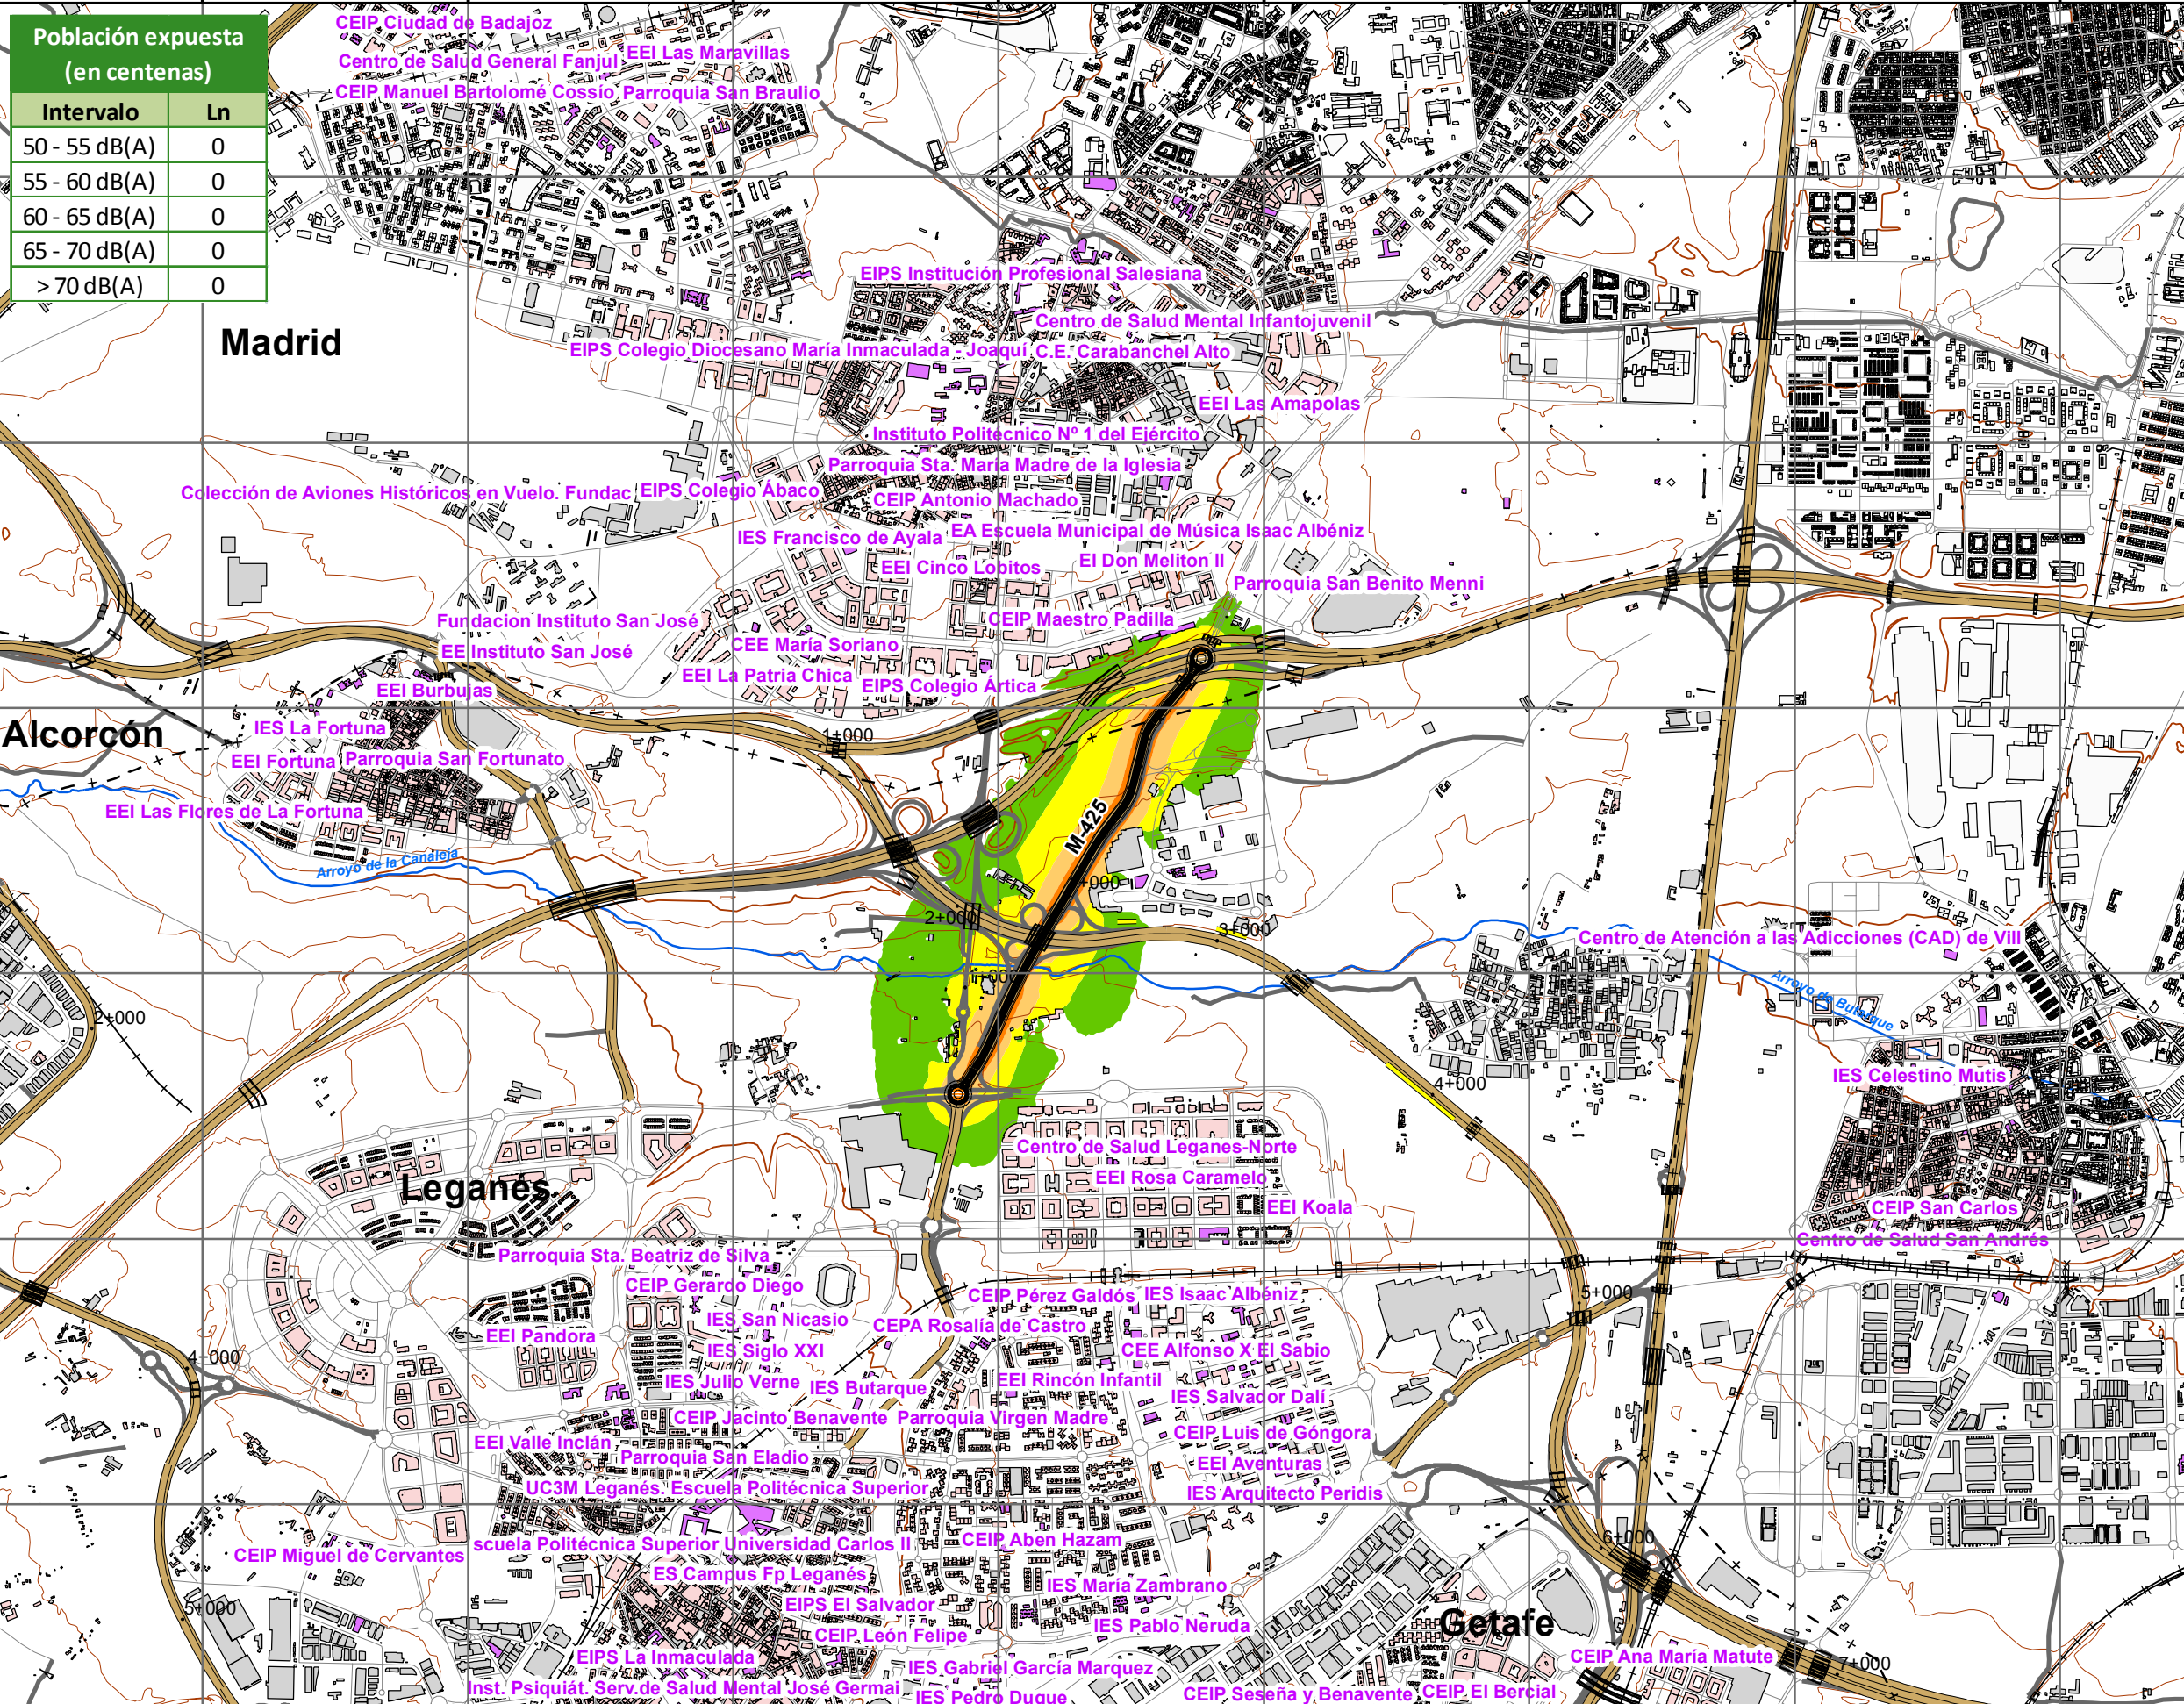 Población expuesta
(en centenas)
Intervalo Ln
50 - 55 dB(A) 0
55 - 60 dB(A) 0
60 - 65 dB(A) 0
65 - 70 dB(A) 0
> 70 dB(A) 0
CEIP Ciudad de Badajoz
EEI Las Maravillas
Centro de Salud General Fanjul
CEIP Manuel Bartolomé Cossío
Parroquia San Braulio
EIPS Institución Profesional Salesiana
Centro de Salud Mental Infantojuvenil
Madrid
EIPS Colegio Diocesano María Inmaculada - Joaquí
C.E. Carabanchel Alto
EEI Las Amapolas
Instituto Politécnico Nº 1 del Ejército
Parroquia Sta. María Madre de la Iglesia
Colección de Aviones Históricos en Vuelo. Fundac
EIPS Colegio Ábaco
CEIP Antonio Machado
EA Escuela Municipal de Música Isaac Albéniz
IES Francisco de Ayala
EI Don Meliton II
EEI Cinco Lobitos
Parroquia San Benito Menni
Fundacion Instituto San José
CEIP Maestro Padilla
EE Instituto San José
CEE María Soriano
EEI La Patria Chica
EIPS Colegio Ártica
EEI Burbujas
IES La Fortuna
Alcorcón
1+000
EEI Fortuna
Parroquia San Fortunato
EEI Las Flores de La Fortuna
M-425
Arroyo de la Canaleja
+000
2+000
3+000
Centro de Atención a las Adicciones (CAD) de Vill
1+000
Arroyo de Butarque
2+000
4+000
IES Celestino Mutis
Centro de Salud Leganes-Norte
EEI Rosa Caramelo
Leganés
EEI Koala
CEIP San Carlos
Centro de Salud San Andrés
Parroquia Sta. Beatriz de Silva
CEIP Gerardo Diego
CEIP Pérez Galdós
IES Isaac Albéniz
5+000
IES San Nicasio
CEPA Rosalía de Castro
EEI Pandora
IES Siglo XXI
CEE Alfonso X El Sabio
4+000
IES Julio Verne
IES Butarque
EEI Rincón Infantil
IES Salvador Dalí
CEIP Jacinto Benavente
Parroquia Virgen Madre
CEIP Luis de Góngora
EEI Valle Inclán
Parroquia San Eladio
EEI Aventuras
UC3M Leganés. Escuela Politécnica Superior
IES Arquitecto Peridis
6+000
scuela Politécnica Superior Universidad Carlos II
CEIP Aben Hazam
CEIP Miguel de Cervantes
ES Campus Fp Leganés
IES María Zambrano
5+000
EIPS El Salvador
IES Pablo Neruda
Getafe
CEIP León Felipe
EIPS La Inmaculada
CEIP Ana María Matute
7+000
IES Gabriel García Marquez
Inst. Psiquiát. Serv.de Salud Mental José Germai
IES Pedro Duque
CEIP Seseña y Benavente
CEIP El Bercial